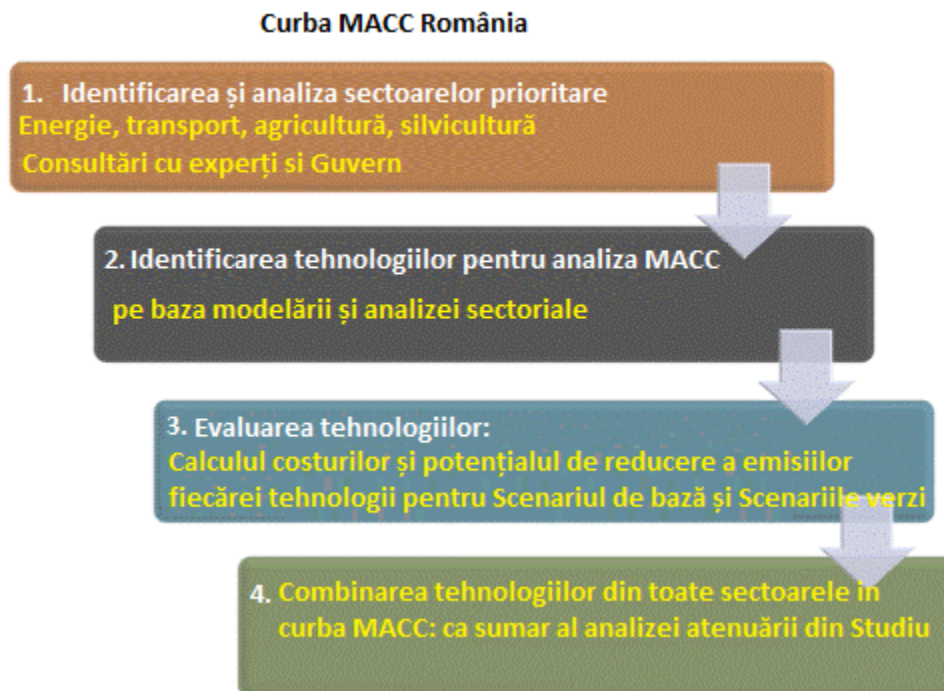 Curba MACC România
1. Identificarea și analiza sectoarelor prioritare
Energie, transport, agricultură, silvicultură
Consultări cu experți si Guvern
2. Identificarea tehnologiilor pentru analiza MACC
pe baza modelării și analizei sectoriale
3. Evaluarea tehnologiilor:
Calculul costurilor și potențialul de reducere a emisiilor
fiecărei tehnologii pentru Scenariul de bază și Scenariile verzi
4. Combinarea tehnologiilor din toate sectoarele in
curba MACC: ca sumar al analizei atenuării din Studiu